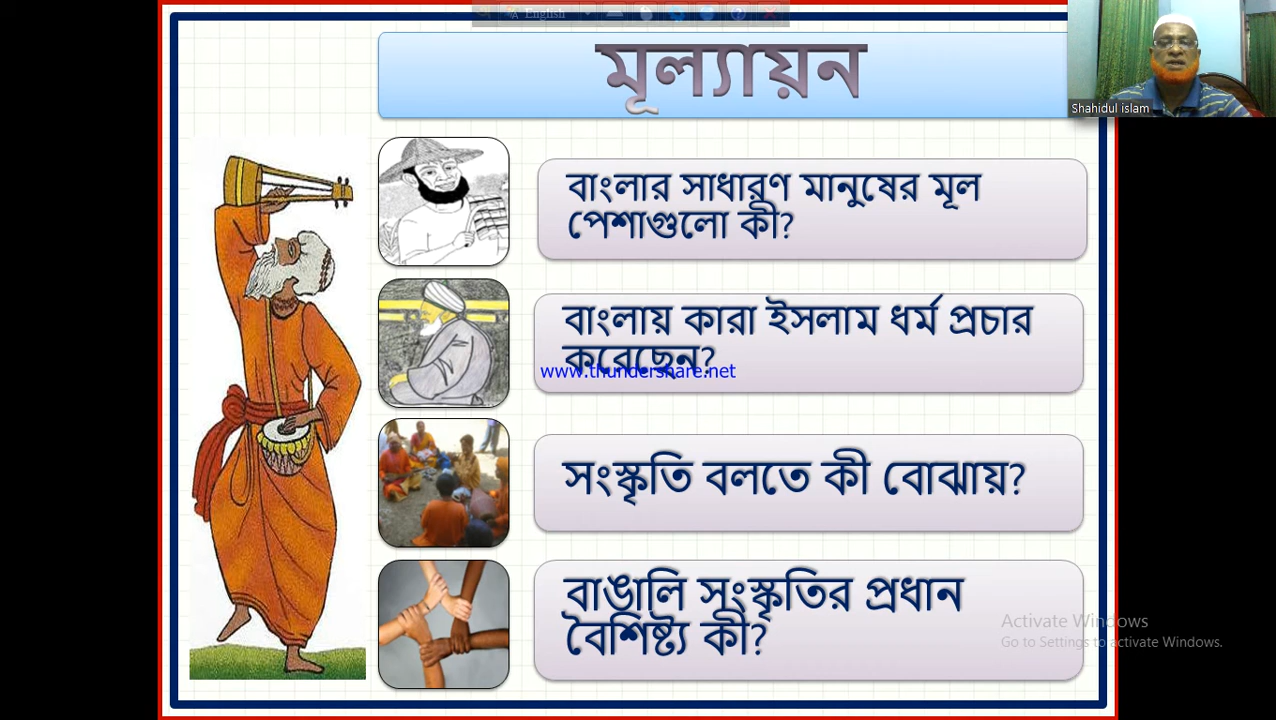 English
মূল্যায়ন
Shahidul islam
বাংলার সাধারণ মানুষের মূল
পেশাগুলো কী?
বাংলায় কারা ইসলাম ধর্ম প্রচার
করেছেন?
www.thundershare.net
সংস্কৃতি বলতে কী বোঝায়?
বাঙালি সংস্কৃতির প্রধান
বৈশিষ্ট্য কী?
Activate Windows
Go to Settings to activate Windows.